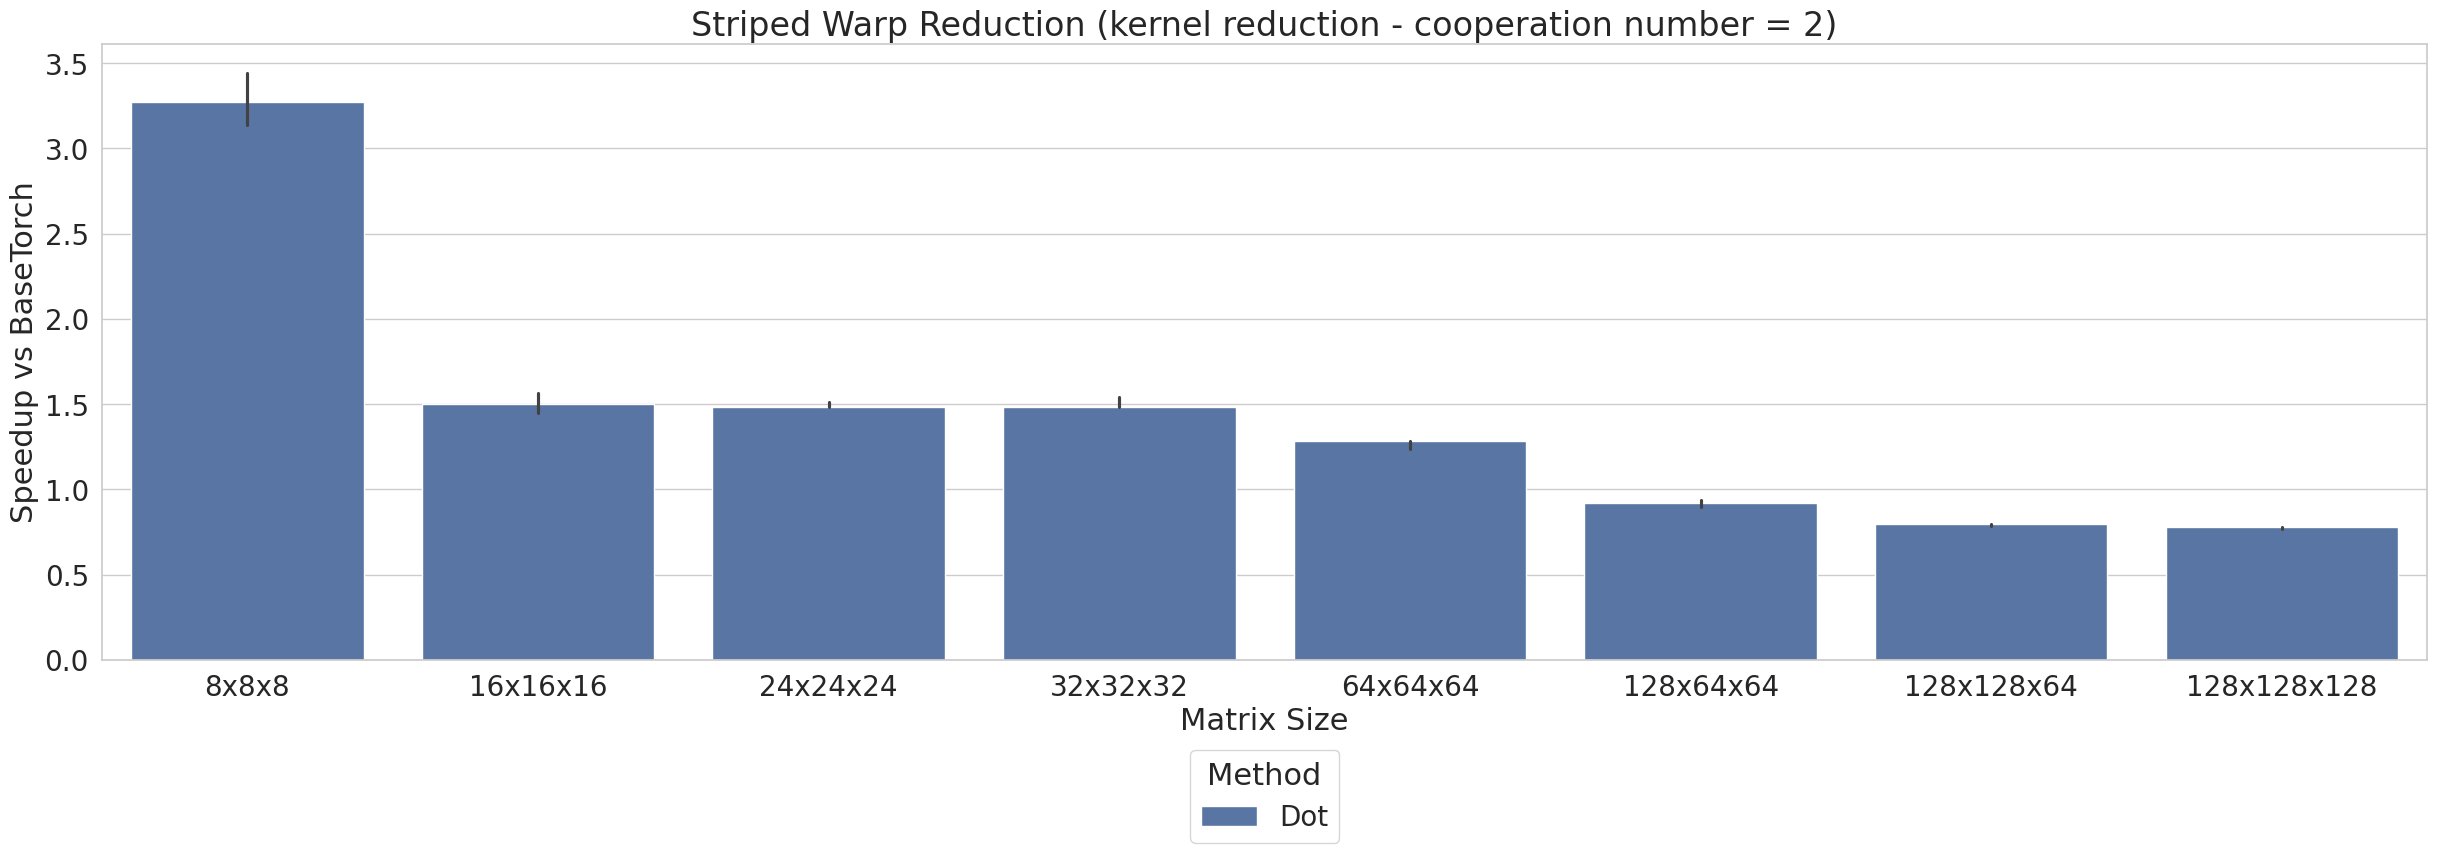 Striped Warp Reduction (kernel reduction - cooperation number = 2)
Speedup vs BaseTorch
3.5
3.0
2.5
2.0
1.5
1.0
0.5
0.0
8x8x8 16x16x16 24x24x24 32x32x32 64x64x64 128x64x64 128x128x64 128x128x128
Matrix Size
Method
Dot